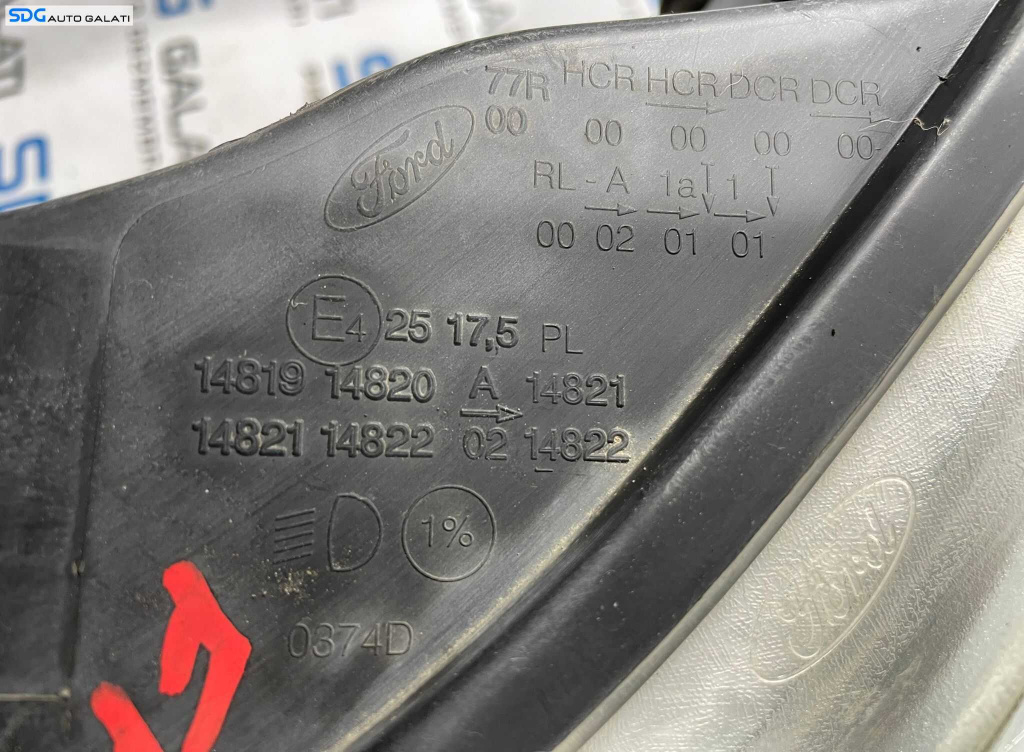 SDG AUTO GALATI
Ford
77R HCR HCR DCR DCR
00 00 00 00 00
RL - A 1a 1
00 02 01 01
E4 25 17,5 PL
14819 14820 A 14821
14821 14822 02 14822
1%
0374D
Ford